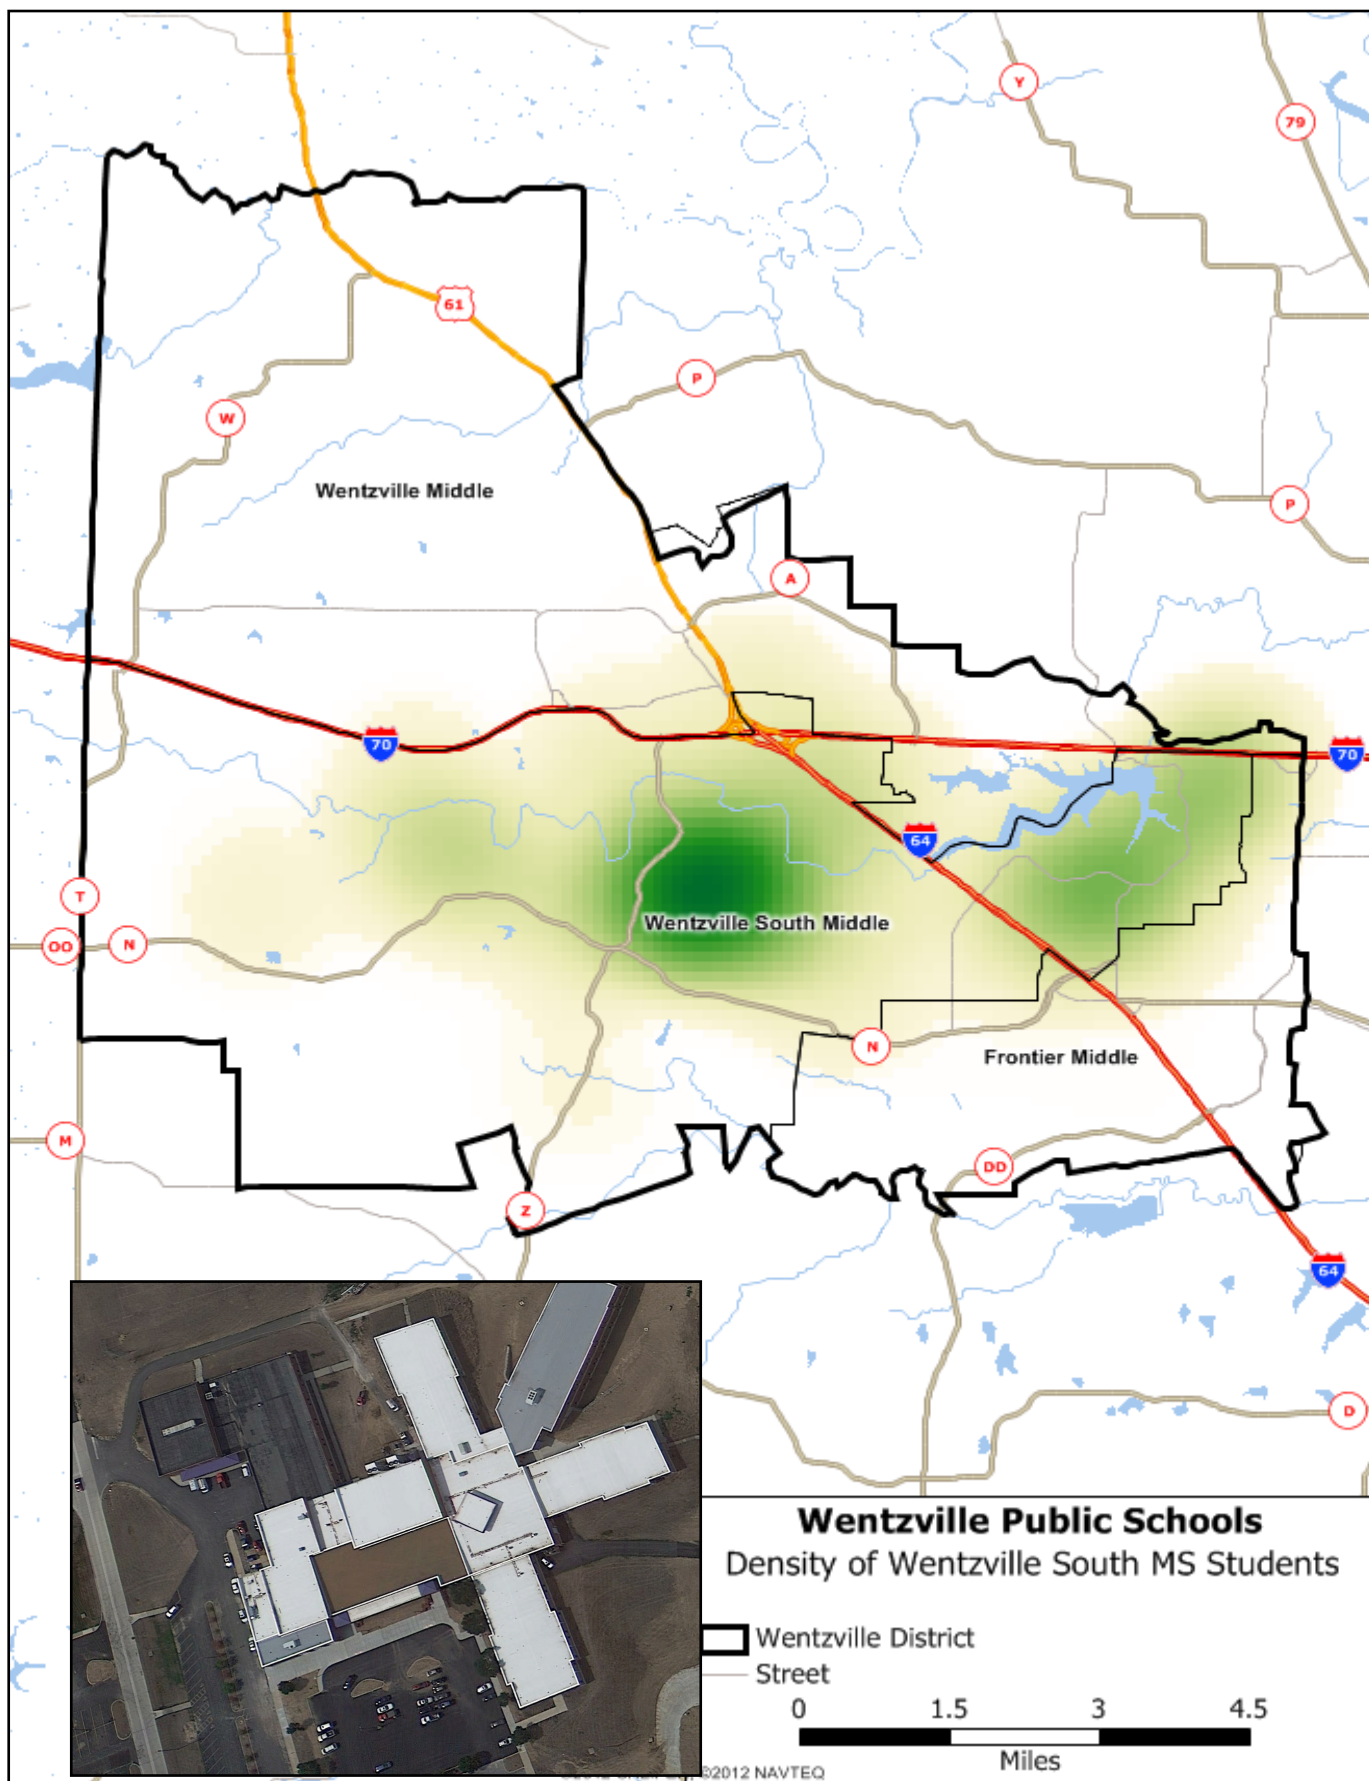 Y
79
61
P
W
Wentzville Middle
P
A
70
70
64
T
Wentzville South Middle
OO
N
N
Frontier Middle
M
DD
Z
64
D
Wentzville Public Schools
Density of Wentzville South MS Students
Wentzville District
Street
0 1.5 3 4.5
Miles
©2012 NAVTEQ